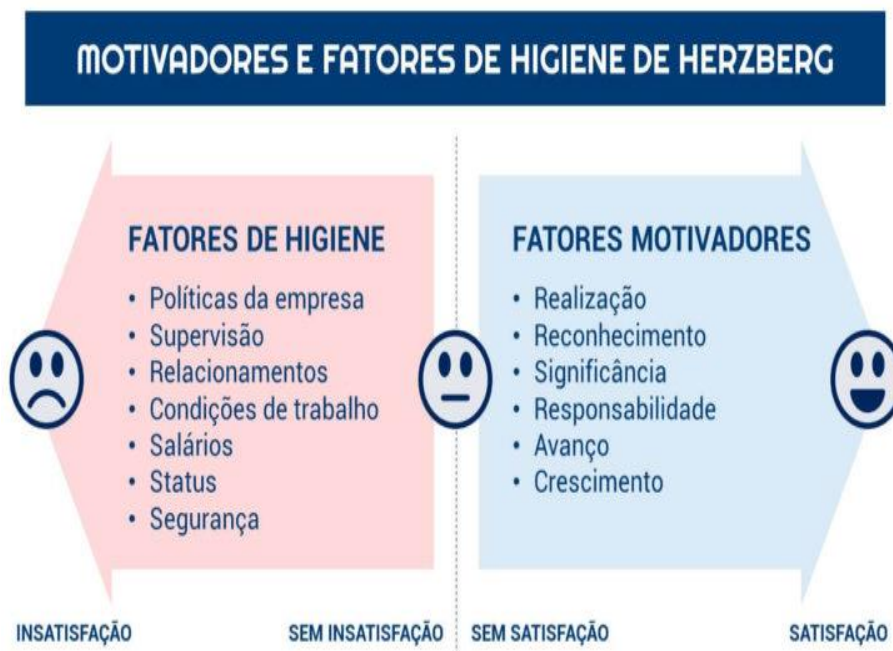 MOTIVADORES E FATORES DE HIGIENE DE HERZBERG
FATORES DE HIGIENE
• Políticas da empresa
• Supervisão
• Relacionamentos
• Condições de trabalho
• Salários
• Status
• Segurança
FATORES MOTIVADORES
• Realização
• Reconhecimento
• Significância
• Responsabilidade
• Avanço
• Crescimento
INSATISFAÇÃO
SEM INSATISFAÇÃO
SEM SATISFAÇÃO
SATISFAÇÃO